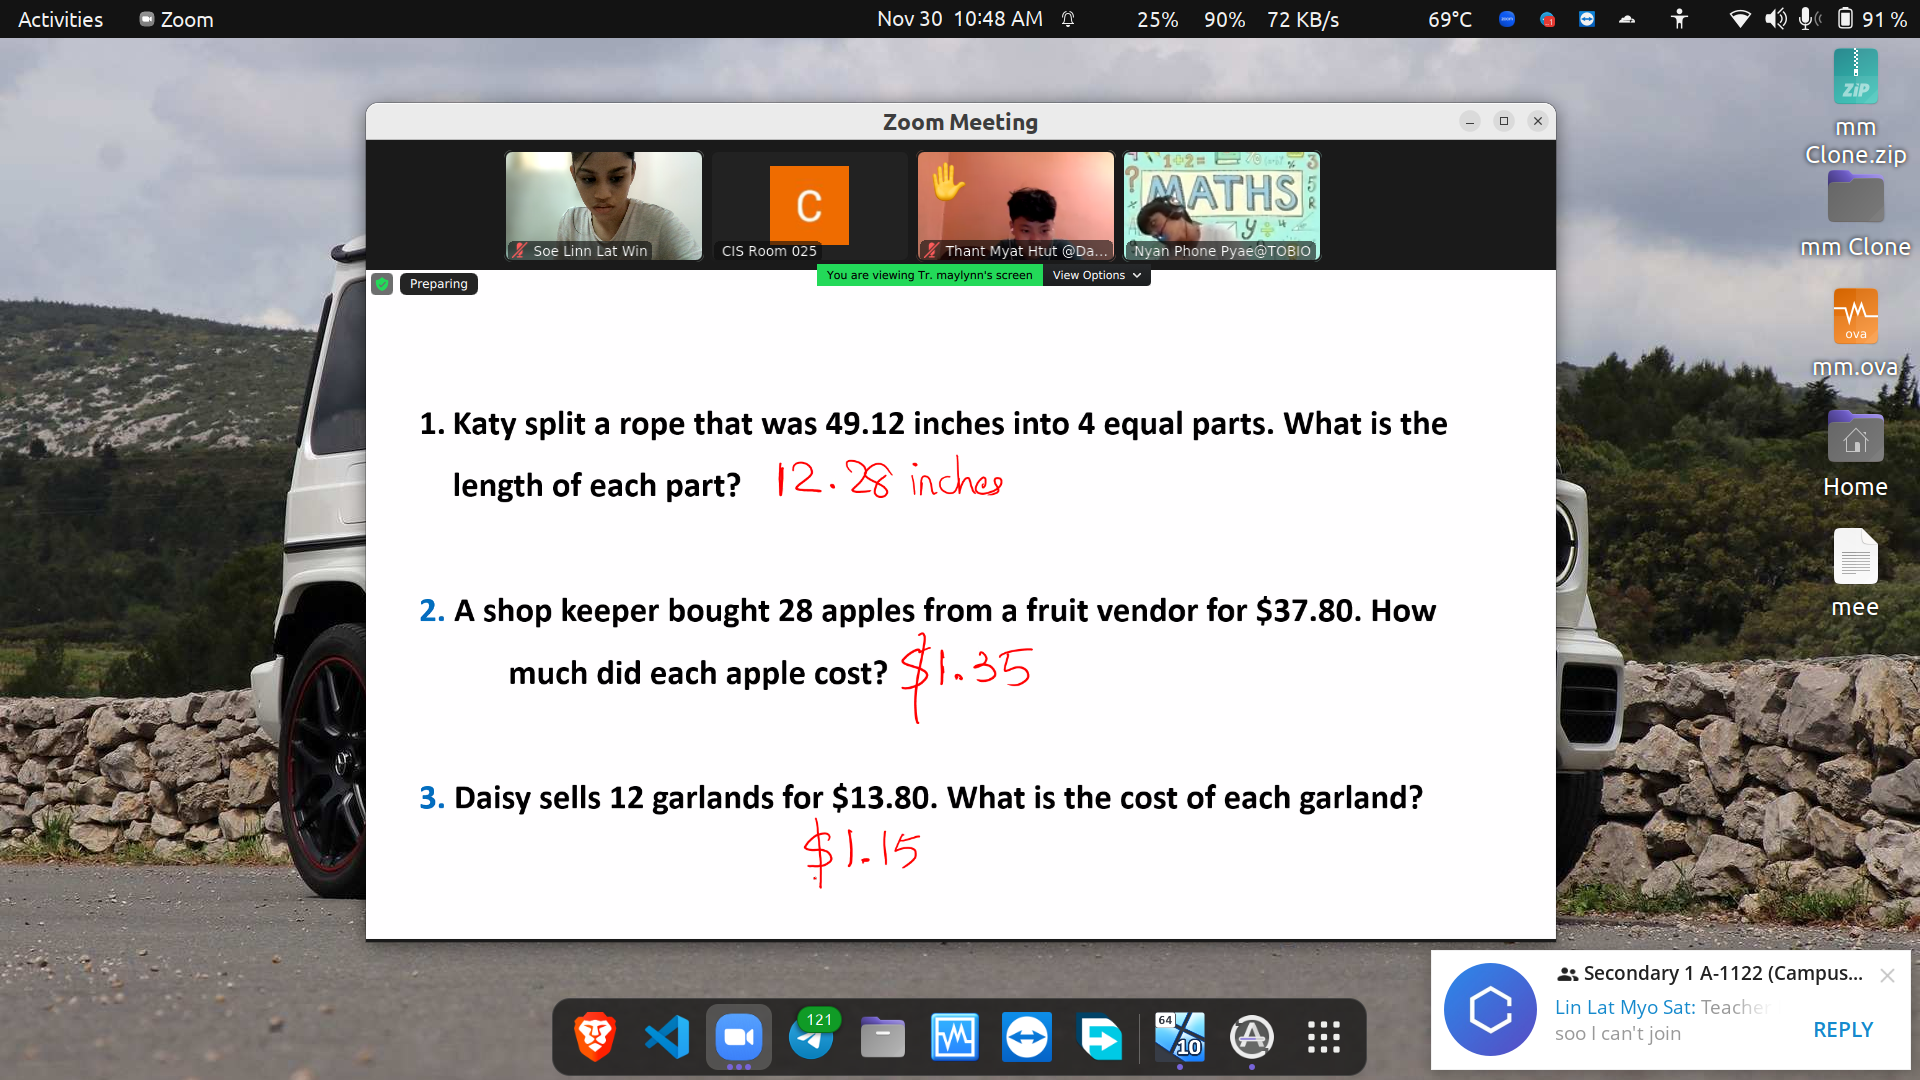 Activities Zoom Nov 30 10:48 AM 25% 90% 72 KB/s 69°C 91 %
ZIP
mm
Clone.zip
mm Clone
ova
mm.ova
Home
mee
Zoom Meeting
1+2=
MATHS
C
Soe Linn Lat Win CIS Room 025 Thant Myat Htut @Da... Nyan Phone Pyae@TOBIO
You are viewing Tr. maylynn's screen View Options
Preparing
1. Katy split a rope that was 49.12 inches into 4 equal parts. What is the
length of each part? 12.28 inches
2. A shop keeper bought 28 apples from a fruit vendor for $37.80. How
much did each apple cost? $1.35
3. Daisy sells 12 garlands for $13.80. What is the cost of each garland?
$1.15
Secondary 1 A-1122 (Campus...
Lin Lat Myo Sat: Teacher
soo I can't join
REPLY
121
64
10